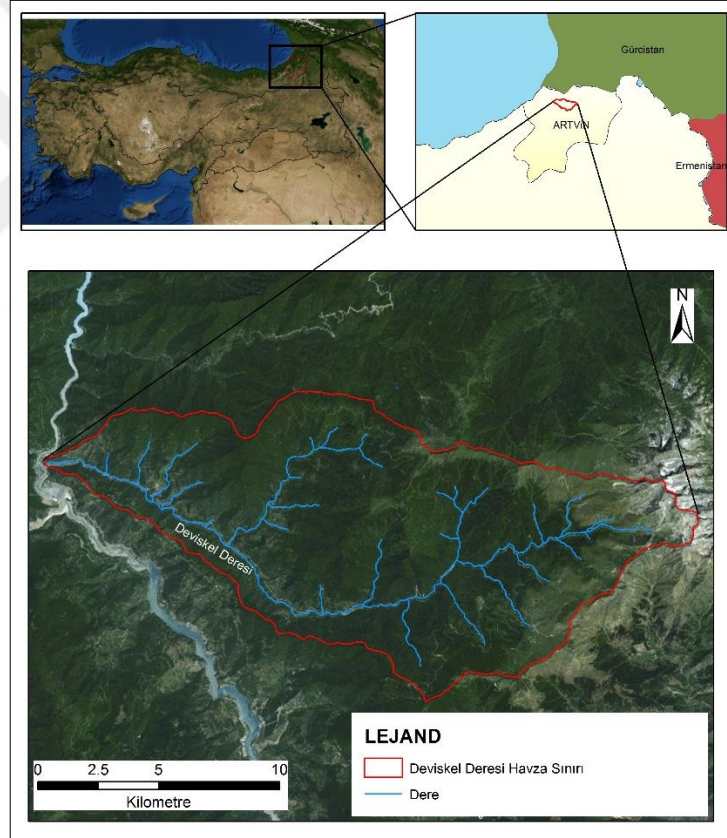 Gürcistan
ARTVİN
Ermenistan
N
Deviskel Deresi
LEJAND
Deviskel Deresi Havza Sınırı
Dere
0 2.5 5 10
Kilometre